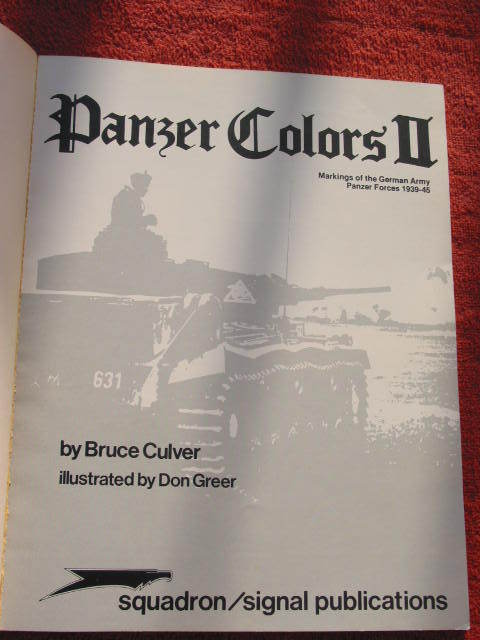 Panzer Colors II
Markings of the German Army
Panzer Forces 1939-45
631
by Bruce Culver
illustrated by Don Greer
squadron/signal publications